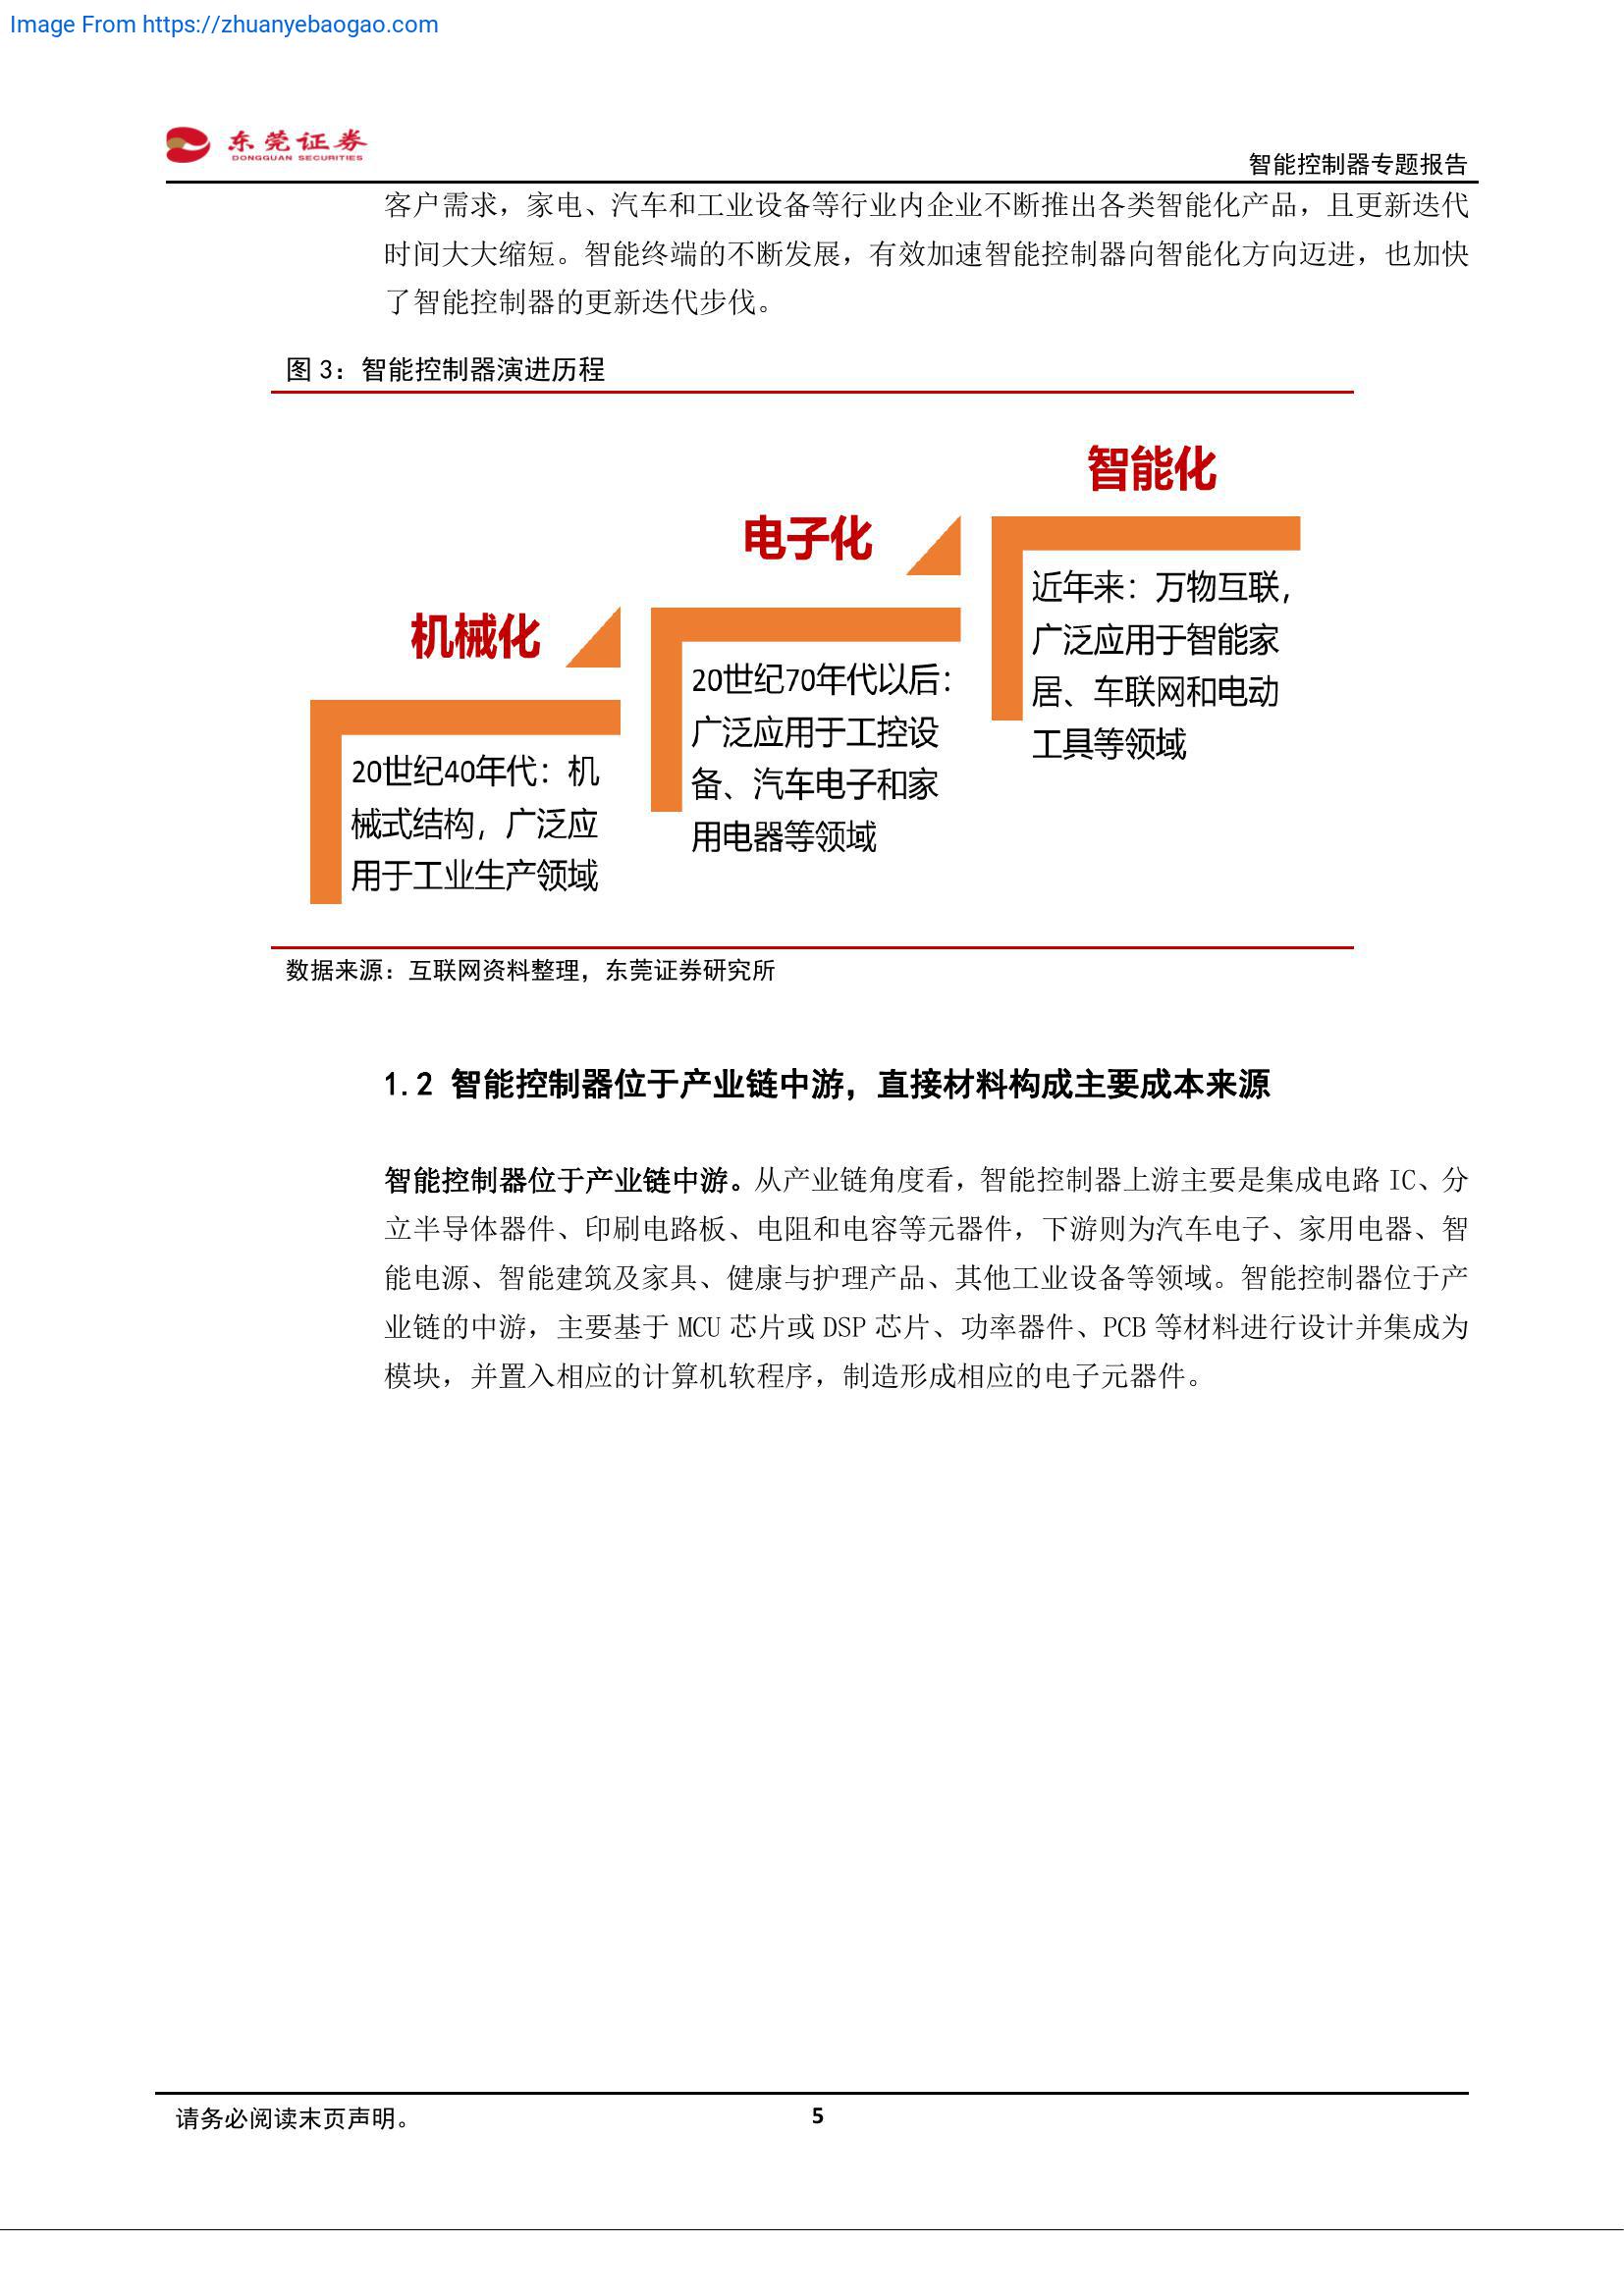 Image From https://zhuanyebaogao.com
东莞证券
DONGGUAN SECURITIES
智能控制器专题报告
客户需求，家电、汽车和工业设备等行业内企业不断推出各类智能化产品，且更新迭代
时间大大缩短。智能终端的不断发展，有效加速智能控制器向智能化方向迈进，也加快
了智能控制器的更新迭代步伐。
图 3：智能控制器演进历程
智能化
近年来：万物互联，
广泛应用于智能家
居、车联网和电动
工具等领域
电子化
20世纪70年代以后：
广泛应用于工控设
备、汽车电子和家
用电器等领域
机械化
20世纪40年代：机
械式结构，广泛应
用于工业生产领域
数据来源：互联网资料整理，东莞证券研究所
1.2 智能控制器位于产业链中游，直接材料构成主要成本来源
智能控制器位于产业链中游。从产业链角度看，智能控制器上游主要是集成电路 IC、分
立半导体器件、印刷电路板、电阻和电容等元器件，下游则为汽车电子、家用电器、智
能电源、智能建筑及家具、健康与护理产品、其他工业设备等领域。智能控制器位于产
业链的中游，主要基于 MCU 芯片或 DSP 芯片、功率器件、PCB 等材料进行设计并集成为
模块，并置入相应的计算机软程序，制造形成相应的电子元器件。
请务必阅读末页声明。
5